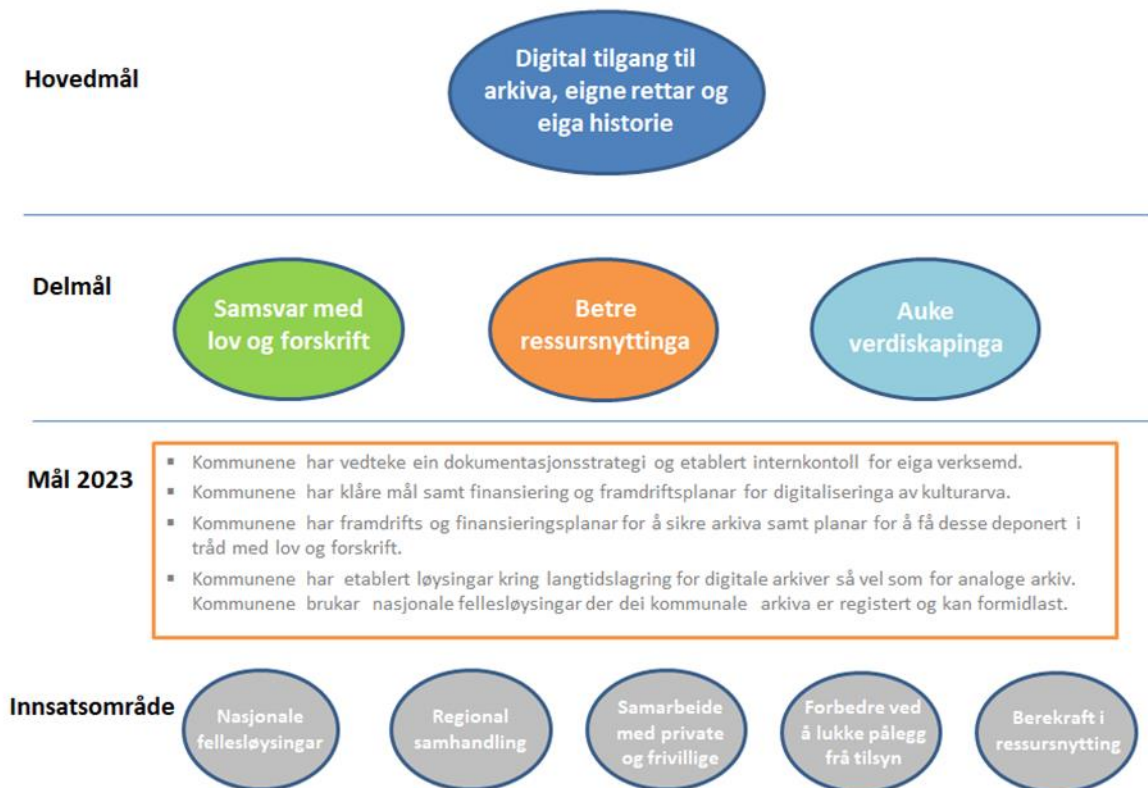 Hovedmål
Digital tilgang til
arkiva, eigne rettar og
eiga historie
Delmål
Samsvar med
lov og forskrift
Betre
ressursnyttinga
Auke
verdiskapinga
Mål 2023
▪ Kommunene har vedteke ein dokumentasjonsstrategi og etablert internkontoll for eiga verksemd.
▪ Kommunene har klåre mål samt finansiering og framdriftsplanar for digitaliseringa av kulturarva.
▪ Kommunene har framdrifts og finansieringsplanar for å sikre arkiva samt planar for å få desse deponert i
tråd med lov og forskrift.
▪ Kommunene har etablert løysingar kring langtidslagring for digitale arkiver så vel som for analoge arkiv.
Kommunene brukar nasjonale fellesløysingar der dei kommunale arkiva er registert og kan formidlast.
Innsatsområde
Nasjonale
fellesløysingar
Regional
samhandling
Samarbeide
med private
og frivillige
Forbedre ved
å lukke pålegg
frå tilsyn
Berekraft i
ressursnytting